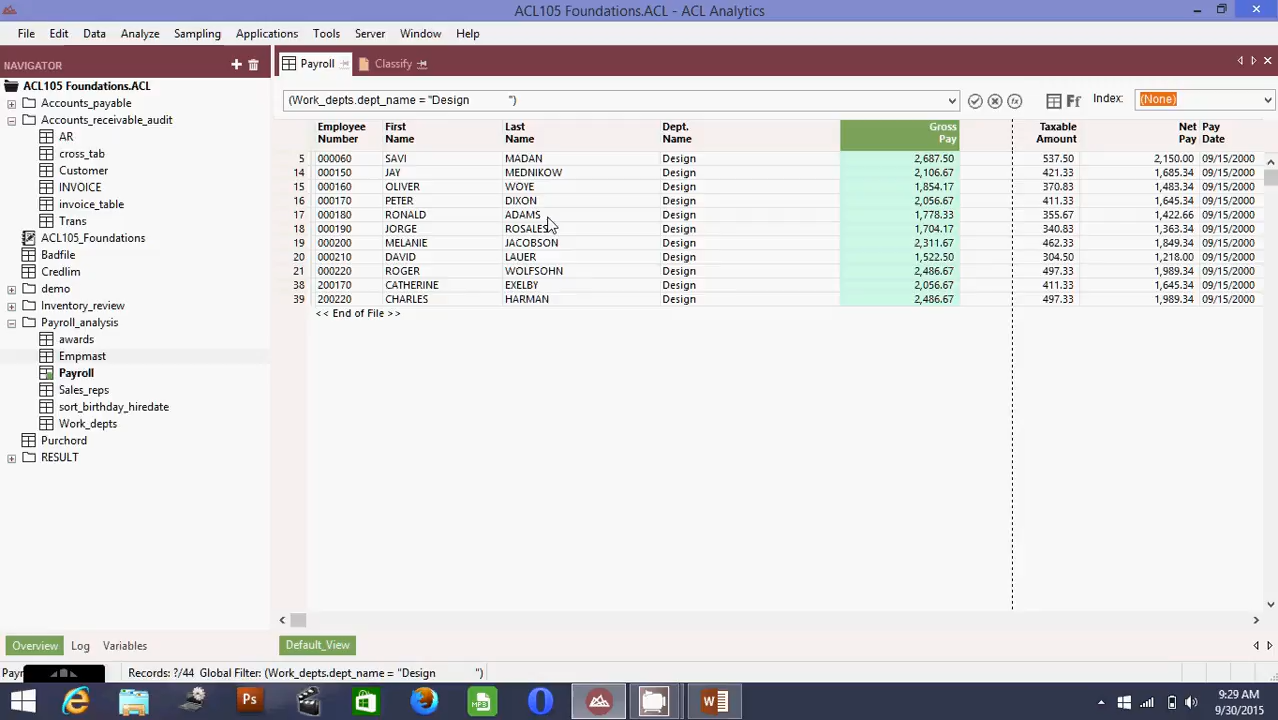 ACL105 Foundations.ACL - ACL Analytics
File Edit Data Analyze Sampling Applications Tools Server Window Help
NAVIGATOR
ACL105 Foundations.ACL
Accounts_payable
Accounts_receivable_audit
AR
cross_tab
Customer
INVOICE
invoice_table
Trans
ACL105_Foundations
Badfile
Credlim
demo
Inventory_review
Payroll_analysis
awards
Empmast
Payroll
Sales_reps
sort_birthday_hiredate
Work_depts
Purchord
RESULT
Overview Log Variables
Payroll Classify
(Work_depts.dept_name = "Design ")
Index: (None)
Employee First Last Dept. Gross Taxable Net Pay
Number Name Name Name Pay Amount Pay Date
5 000060 SAVI MADAN Design 2,687.50 537.50 2,150.00 09/15/2000
14 000150 JAY MEDNIKOW Design 2,106.67 421.33 1,685.34 09/15/2000
15 000160 OLIVER WOYE Design 1,854.17 370.83 1,483.34 09/15/2000
16 000170 PETER DIXON Design 2,056.67 411.33 1,645.34 09/15/2000
17 000180 RONALD ADAMS Design 1,778.33 355.67 1,422.66 09/15/2000
18 000190 JORGE ROSALES Design 1,704.17 340.83 1,363.34 09/15/2000
19 000200 MELANIE JACOBSON Design 2,311.67 462.33 1,849.34 09/15/2000
20 000210 DAVID LAUER Design 1,522.50 304.50 1,218.00 09/15/2000
21 000220 ROGER WOLFSOHN Design 2,486.67 497.33 1,989.34 09/15/2000
38 200170 CATHERINE EXELBY Design 2,056.67 411.33 1,645.34 09/15/2000
39 200220 CHARLES HARMAN Design 2,486.67 497.33 1,989.34 09/15/2000
<< End of File >>
Default_View
Payr Records: ?/44 Global Filter: (Work_depts.dept_name = "Design ")
Ps MP3
9:29 AM
9/30/2015